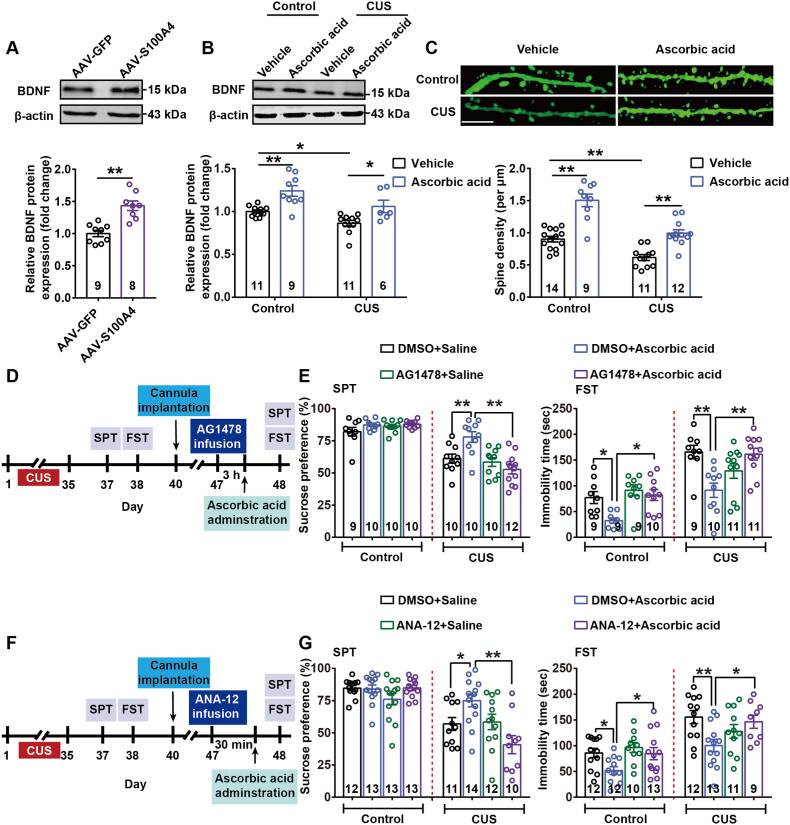 A
AAV-GFP
AAV-S100A4
BDNF
15 kDa
β-actin
43 kDa
Relative BDNF protein
expression (fold change)
2.0
1.5
1.0
0.5
0.0
**
9
8
AAV-GFP
AAV-S100A4
B
Control
CUS
Vehicle
Ascorbic acid
Vehicle
Ascorbic acid
BDNF
15 kDa
β-actin
43 kDa
Relative BDNF protein
expression (fold change)
2.0
1.5
1.0
0.5
0.0
*
**
*
Vehicle
Ascorbic acid
11
9
11
6
Control
CUS
C
Vehicle
Ascorbic acid
Control
CUS
Spine density (per μm)
2.5
2.0
1.5
1.0
0.5
0.0
**
**
**
Vehicle
Ascorbic acid
14
9
11
12
Control
CUS
D
Cannula
implantation
AG1478
infusion
SPT
FST
SPT
FST
1
CUS
35
37
38
40
47
3 h
48
Day
Ascorbic acid
adminstration
E
DMSO+Saline
DMSO+Ascorbic acid
AG1478+Saline
AG1478+Ascorbic acid
SPT
Sucrose preference (%)
100
75
50
25
0
**
**
9
10
10
10
10
10
10
12
Control
CUS
FST
Immobility time (sec)
250
200
150
100
50
0
*
*
**
**
9
9
9
10
9
10
11
11
Control
CUS
F
Cannula
implantation
ANA-12
infusion
SPT
FST
SPT
FST
1
CUS
35
37
38
40
47
30 min
48
Day
Ascorbic acid
adminstration
G
DMSO+Saline
DMSO+Ascorbic acid
ANA-12+Saline
ANA-12+Ascorbic acid
SPT
Sucrose preference (%)
100
75
50
25
0
*
**
12
13
13
13
11
14
12
10
Control
CUS
FST
Immobility time (sec)
250
200
150
100
50
0
*
*
**
*
12
12
10
13
12
13
11
9
Control
CUS